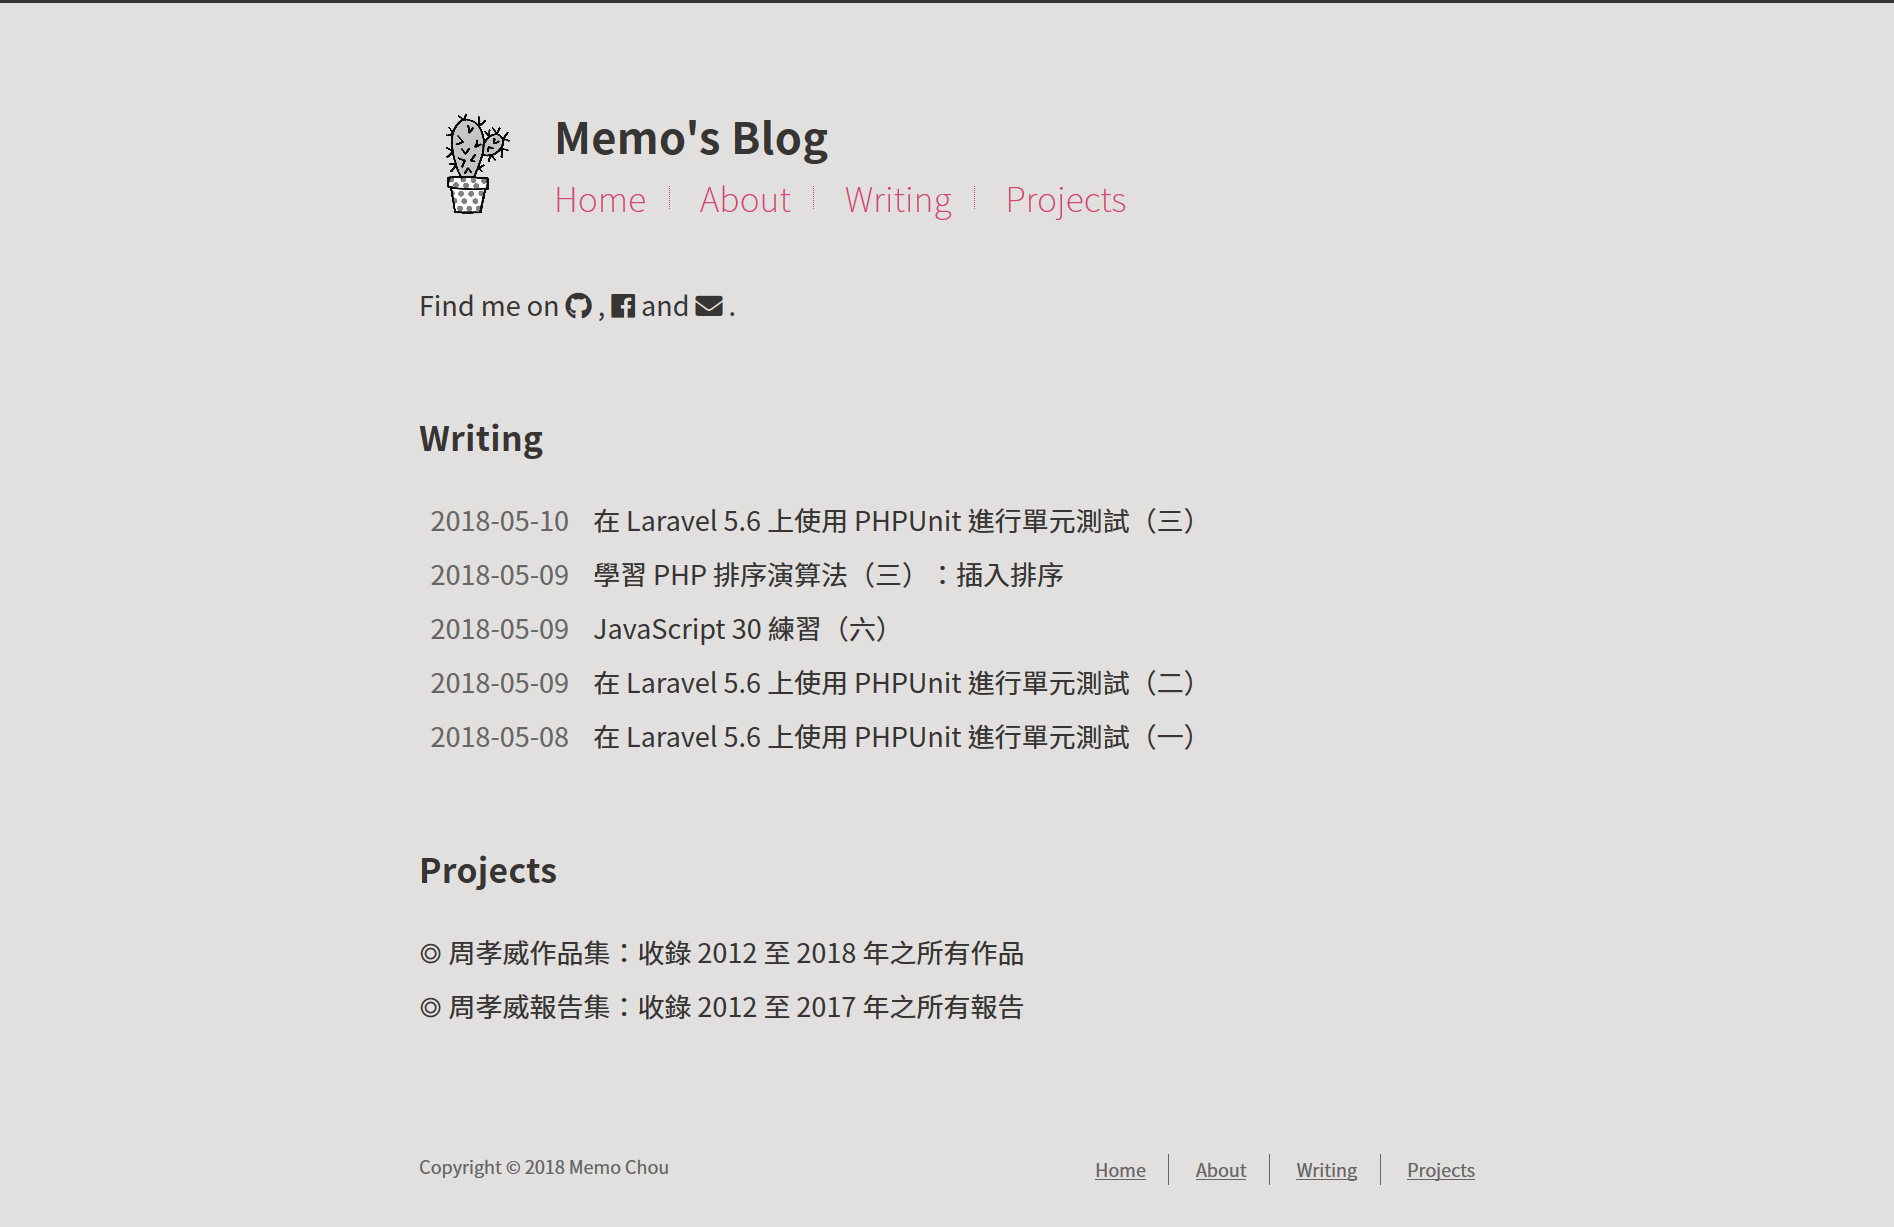 Memo's Blog
Home
About
Writing
Projects
Find me on , and .
Writing
2018-05-10 在 Laravel 5.6 上使用 PHPUnit 進行單元測試（三）
2018-05-09 學習 PHP 排序演算法（三）：插入排序
2018-05-09 JavaScript 30 練習（六）
2018-05-09 在 Laravel 5.6 上使用 PHPUnit 進行單元測試（二）
2018-05-08 在 Laravel 5.6 上使用 PHPUnit 進行單元測試（一）
Projects
◎ 周孝威作品集：收錄 2012 至 2018 年之所有作品
◎ 周孝威報告集：收錄 2012 至 2017 年之所有報告
Copyright © 2018 Memo Chou
Home
About
Writing
Projects